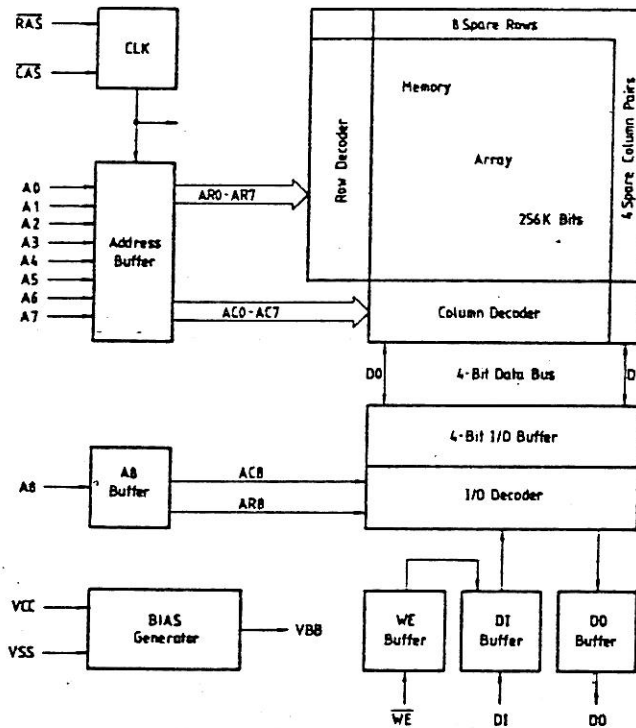 RAS
CAS
CLK
8 Spare Rows
Row Decoder
Memory
Array
256K Bits
4 Spare Column Pairs
A0
A1
A2
A3
A4
A5
A6
A7
Address
Buffer
AR0-AR7
AC0-AC7
Column Decoder
D0
4-Bit Data Bus
4-Bit I/O Buffer
A8
A8
Buffer
AC8
AR8
I/O Decoder
VCC
VSS
BIAS
Generator
VBB
WE
Buffer
DI
Buffer
DO
Buffer
WE
DI
DO